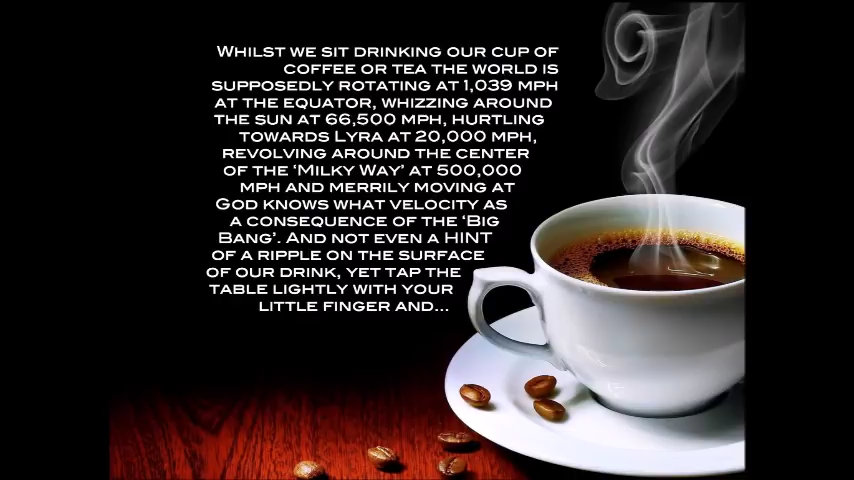 Whilst we sit drinking our cup of
coffee or tea the world is
supposedly rotating at 1,039 mph
at the equator, whizzing around
the sun at 66,500 mph, hurtling
towards Lyra at 20,000 mph,
revolving around the center
of the ‘Milky Way’ at 500,000
mph and merrily moving at
God knows what velocity as
a consequence of the ‘Big
Bang’. And not even a HINT
of a ripple on the surface
of our drink, yet tap the
table lightly with your
little finger and...